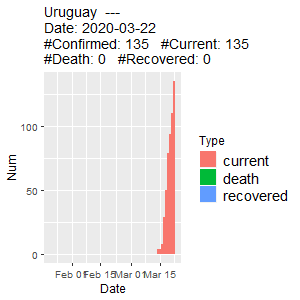 Uruguay ---
Date: 2020-03-22
#Confirmed: 135 #Current: 135
#Death: 0 #Recovered: 0
Num
100
50
0
Feb 01 Feb 15 Mar 01 Mar 15
Date
Type
current
death
recovered